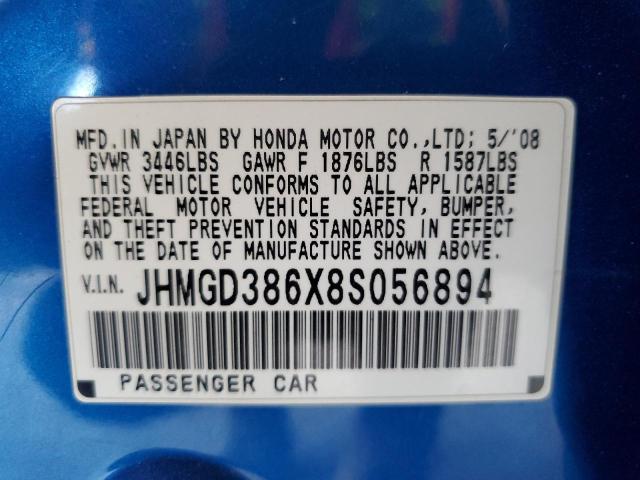 MFD.IN JAPAN BY HONDA MOTOR CO.,LTD; 5/'08
GVWR 3446LBS GAWR F 1876LBS R 1587LBS
THIS VEHICLE CONFORMS TO ALL APPLICABLE
FEDERAL MOTOR VEHICLE SAFETY, BUMPER,
AND THEFT PREVENTION STANDARDS IN EFFECT
ON THE DATE OF MANUFACTURE SHOWN ABOVE.
V.I.N. JHMGD386X8S056894
PASSENGER CAR